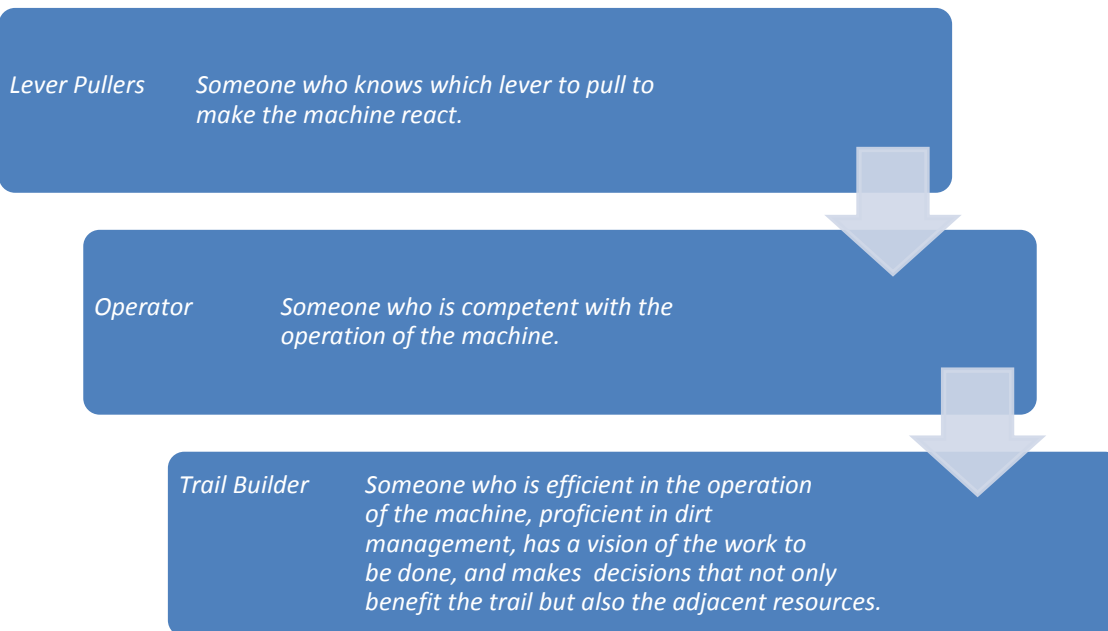 Lever Pullers Someone who knows which lever to pull to
make the machine react.
Operator Someone who is competent with the
operation of the machine.
Trail Builder Someone who is efficient in the operation
of the machine, proficient in dirt
management, has a vision of the work to
be done, and makes decisions that not only
benefit the trail but also the adjacent resources.